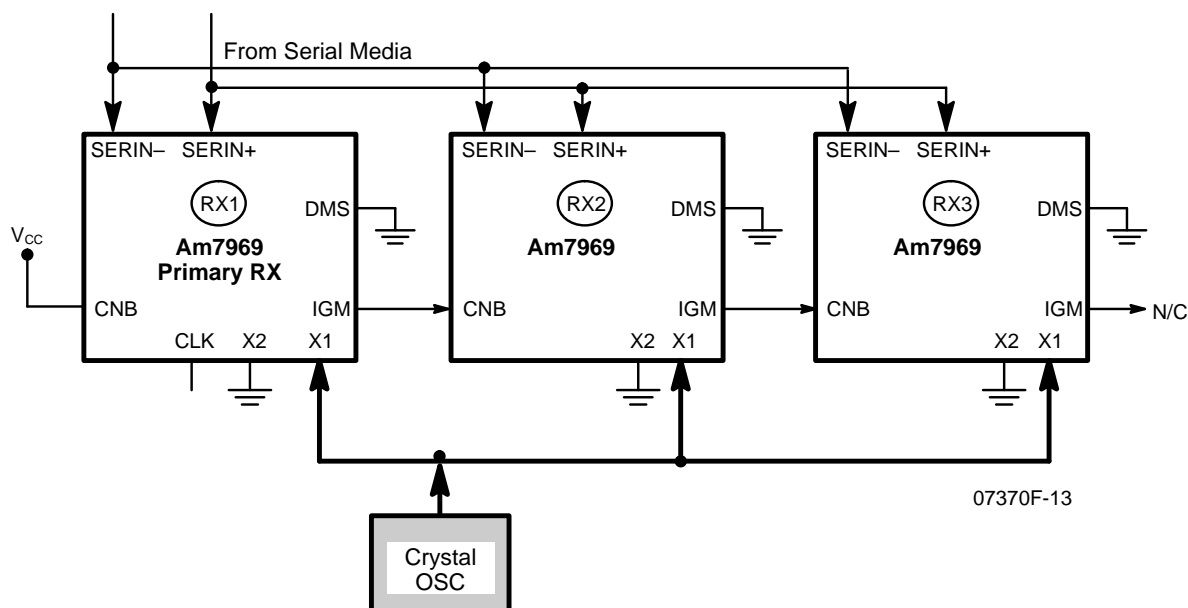 From Serial Media
SERIN– SERIN+
RX1
DMS
Am7969
Primary RX
VCC
CNB
IGM
CLK X2 X1
SERIN– SERIN+
RX2
DMS
Am7969
CNB
IGM
X2 X1
SERIN– SERIN+
RX3
DMS
Am7969
CNB
IGM
N/C
X2 X1
07370F-13
Crystal
OSC